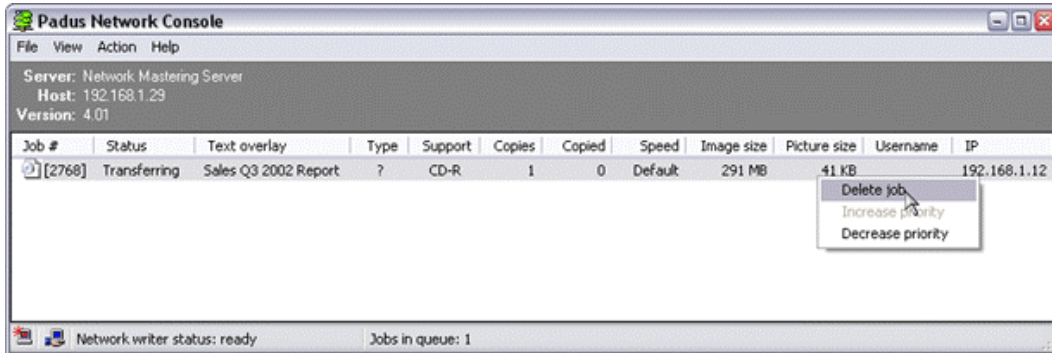 Padus Network Console
File View Action Help
Server: Network Mastering Server
Host: 192.168.1.29
Version: 4.01
Job # Status Text overlay Type Support Copies Copied Speed Image size Picture size Username IP
[2768] Transferring Sales Q3 2002 Report ? CD-R 1 0 Default 291 MB 41 KB 192.168.1.12
Delete job
Increase priority
Decrease priority
Network writer status: ready Jobs in queue: 1